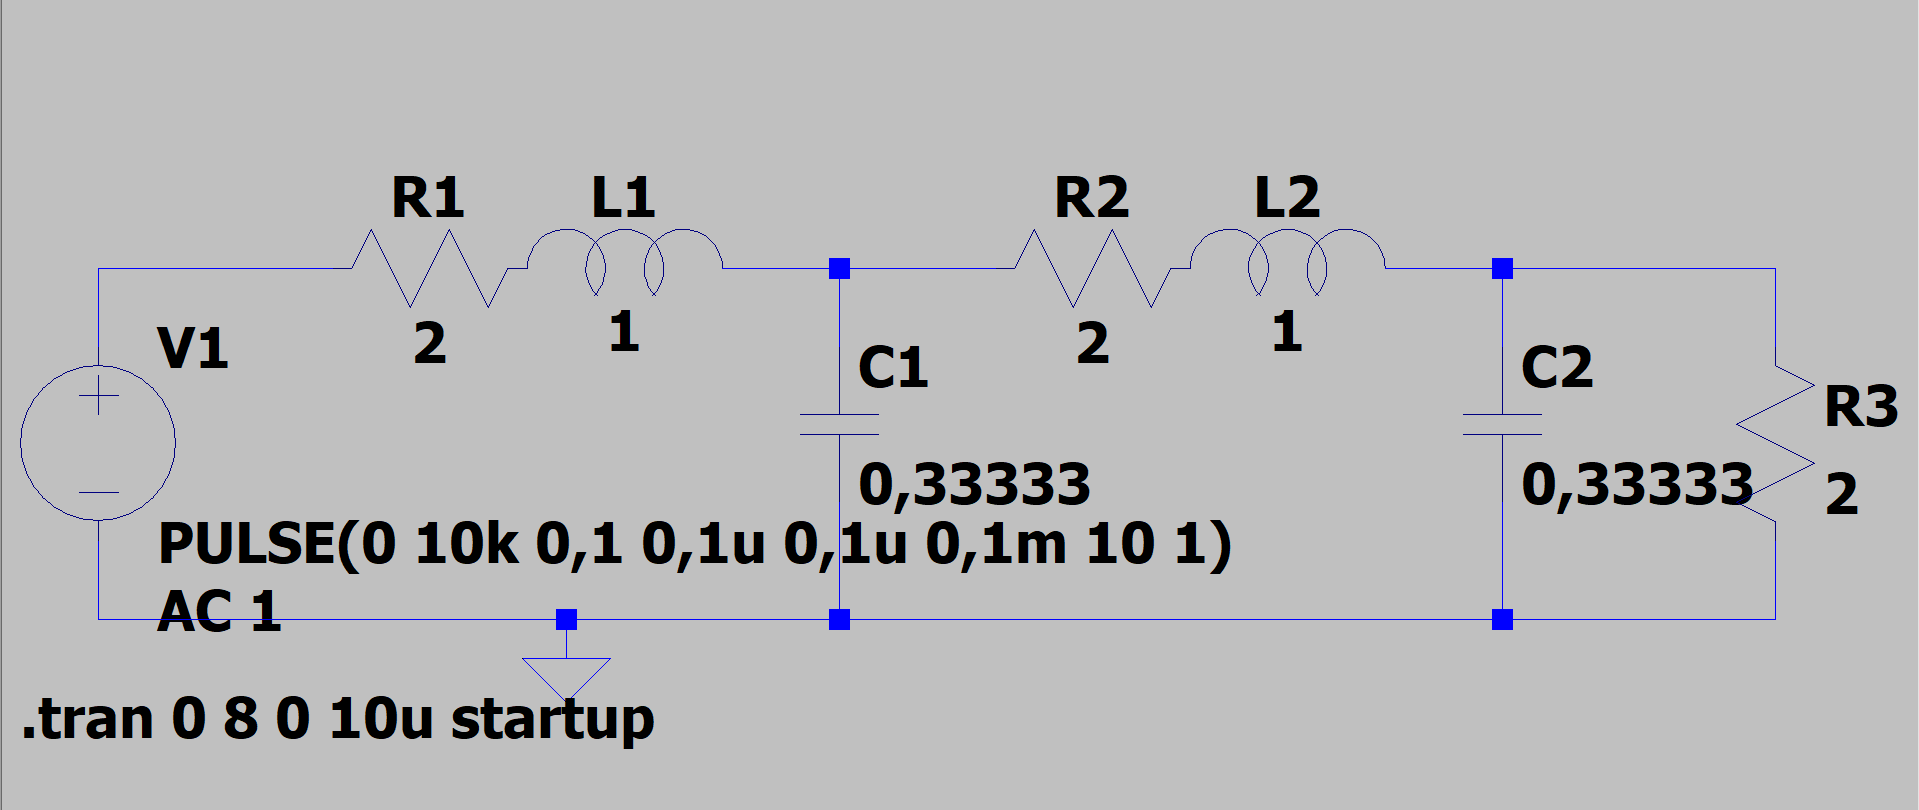 R1
L1
R2
L2
2
1
2
1
V1
C1
C2
R3
0,33333
0,33333
2
PULSE(0 10k 0,1 0,1u 0,1u 0,1m 10 1)
AC 1
.tran 0 8 0 10u startup